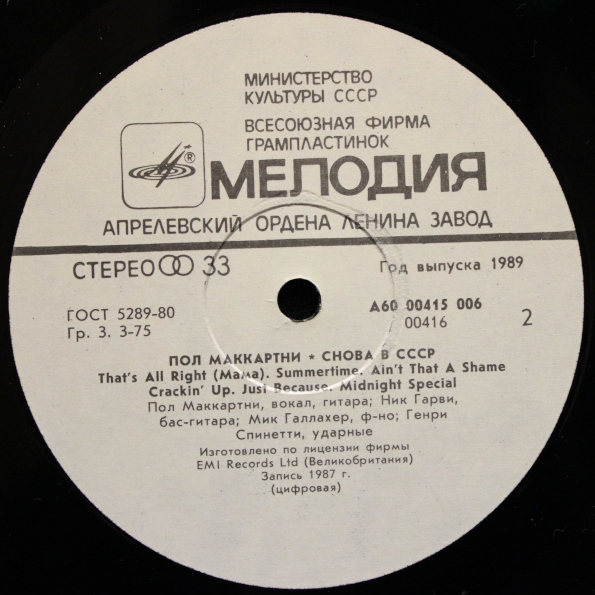 МИНИСТЕРСТВО
КУЛЬТУРЫ СССР
ВСЕСОЮЗНАЯ ФИРМА
ГРАМПЛАСТИНОК
®
МЕЛОДИЯ
АПРЕЛЕВСКИЙ ОРДЕНА ЛЕНИНА ЗАВОД
СТЕРЕО 33
Год выпуска 1989
ГОСТ 5289-80
Гр. 3. 3-75
А60 00415 006
00416
2
ПОЛ МАККАРТНИ ★ СНОВА В СССР
That's All Right (Мама). Summertime. Ain't That A Shame
Crackin' Up. Just Because. Midnight Special
Пол Маккартни, вокал, гитара; Ник Гарви,
бас-гитара; Мик Галлахер, ф-но; Генри
Спинетти, ударные
Изготовлено по лицензии фирмы
EMI Records Ltd (Великобритания)
Запись 1987 г.
(цифровая)